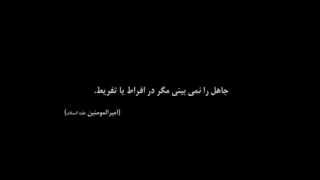 جاهل را نمی بینی مگر در افراط یا تفریط.
(امیرالمومنین علیه السلام)